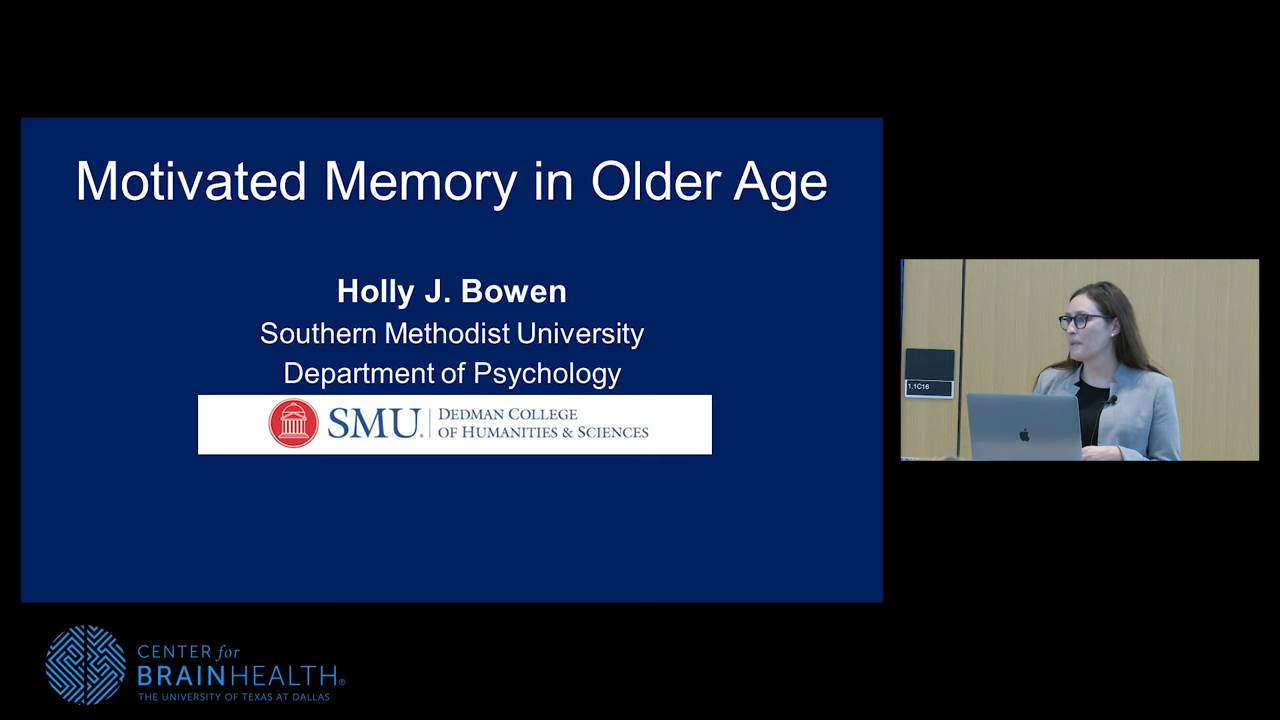 Motivated Memory in Older Age
Holly J. Bowen
Southern Methodist University
Department of Psychology
SMU. DEDMAN COLLEGE
OF HUMANITIES & SCIENCES
1.1C16
CENTER for
BRAINHEALTH®
THE UNIVERSITY OF TEXAS AT DALLAS